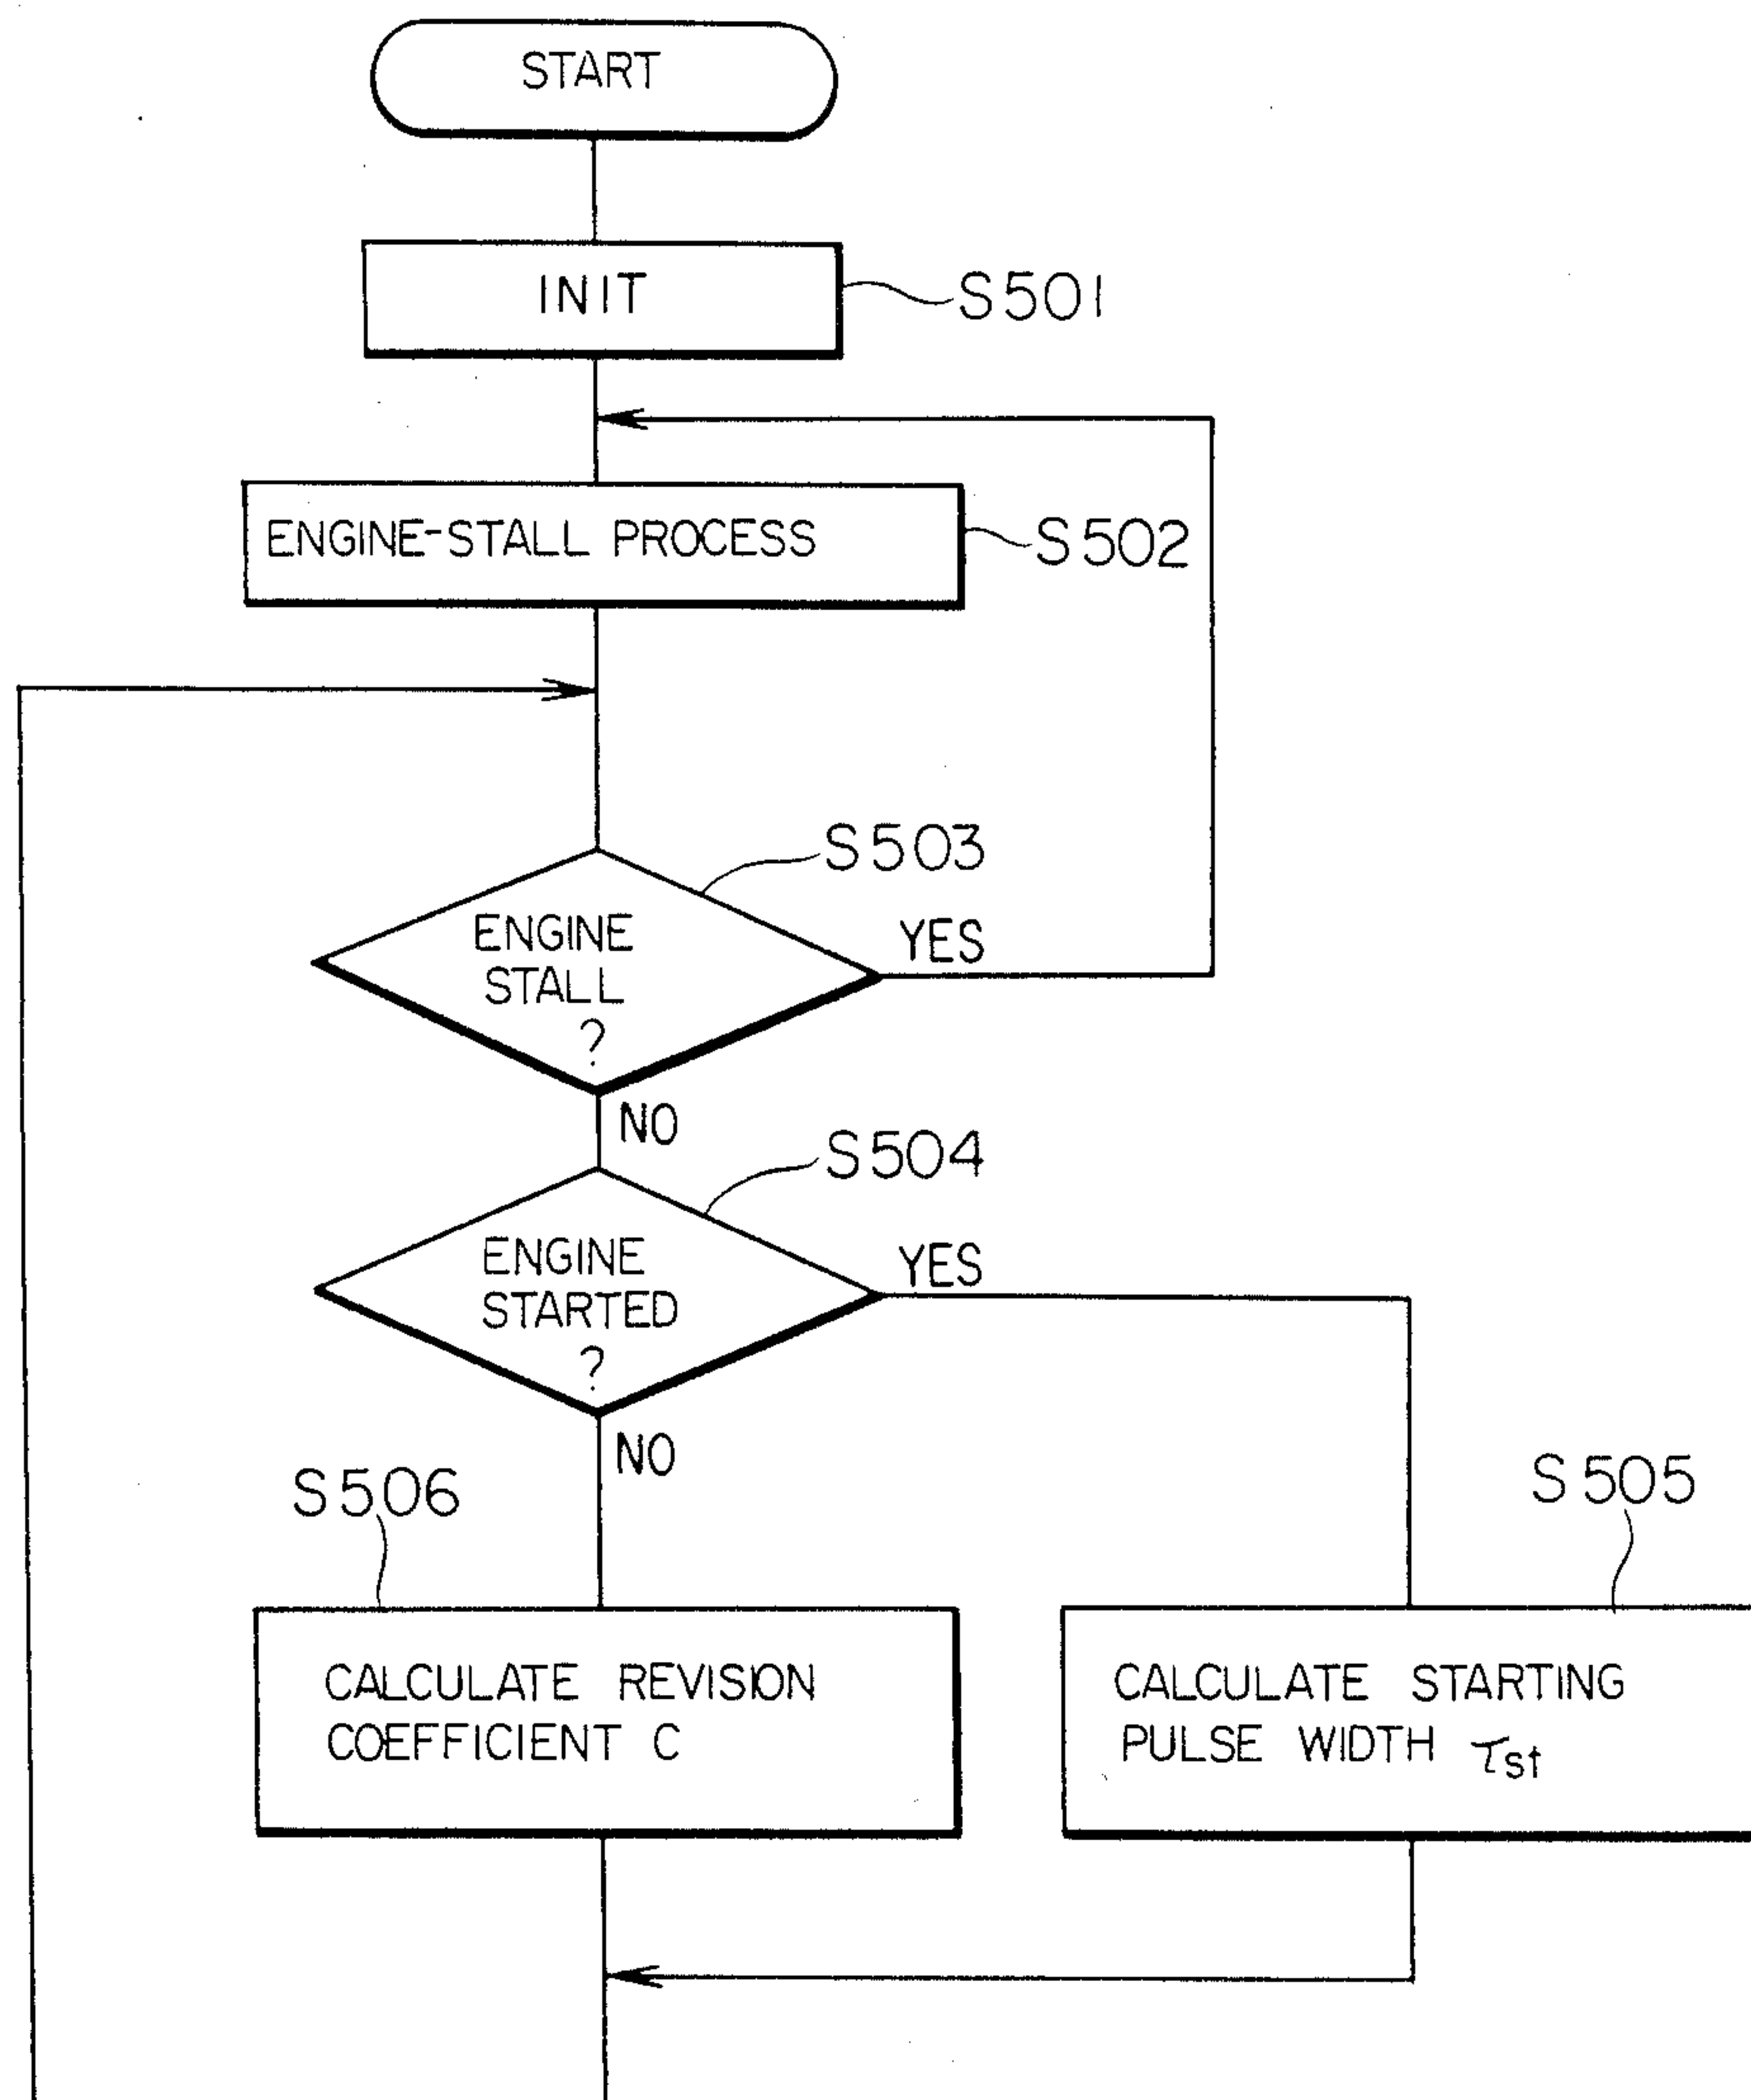 START
INIT
S501
ENGINE-STALL PROCESS
S502
S503
ENGINE
STALL
?
YES
NO
S504
ENGINE
STARTED
?
YES
NO
S506
S505
CALCULATE REVISION
COEFFICIENT C
CALCULATE STARTING
PULSE WIDTH τst